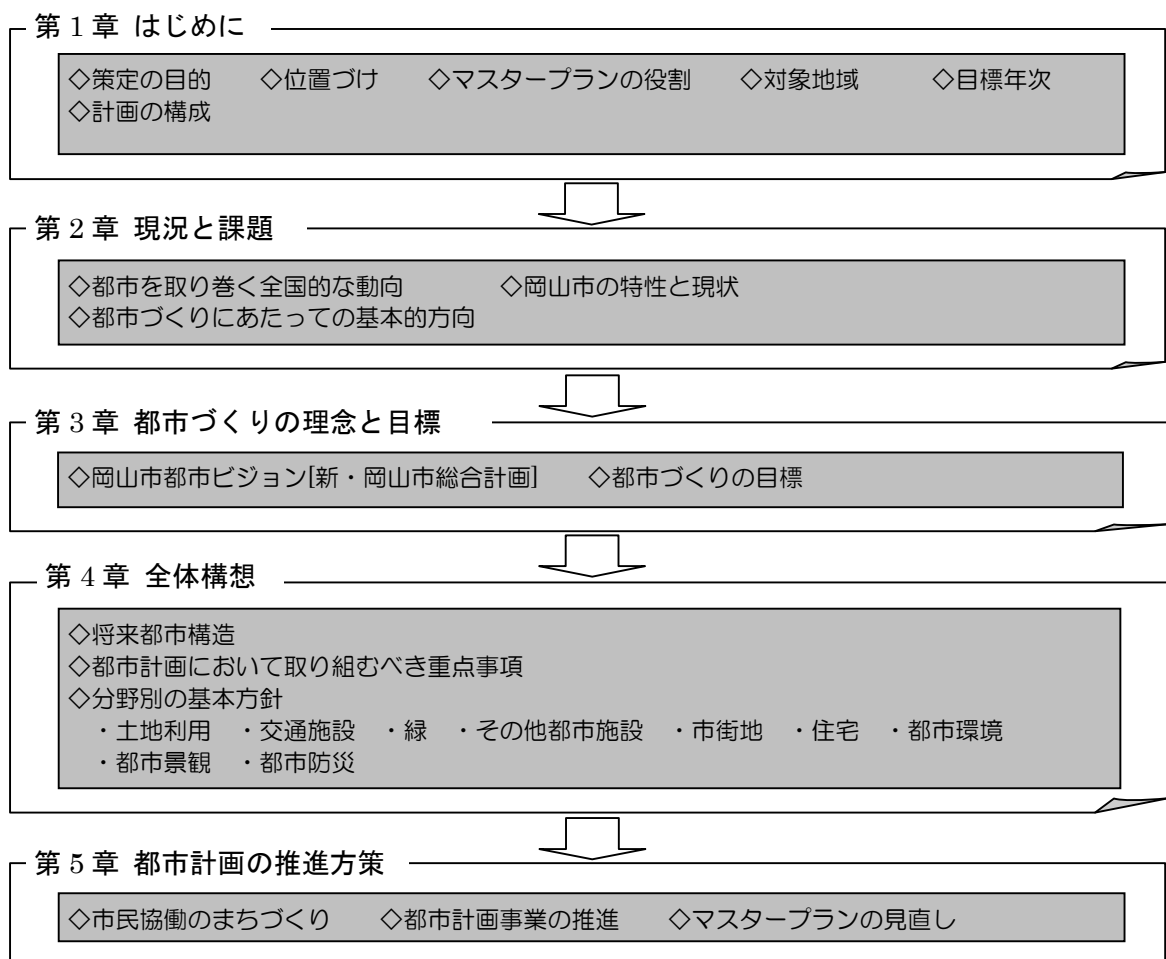 第1章 はじめに
◇策定の目的 ◇位置づけ ◇マスタープランの役割 ◇対象地域 ◇目標年次
◇計画の構成
第2章 現況と課題
◇都市を取り巻く全国的な動向 ◇岡山市の特性と現状
◇都市づくりにあたっての基本的方向
第3章 都市づくりの理念と目標
◇岡山市都市ビジョン[新・岡山市総合計画] ◇都市づくりの目標
第4章 全体構想
◇将来都市構造
◇都市計画において取り組むべき重点事項
◇分野別の基本方針
・土地利用 ・交通施設 ・緑 ・その他都市施設 ・市街地 ・住宅 ・都市環境
・都市景観 ・都市防災
第5章 都市計画の推進方策
◇市民協働のまちづくり ◇都市計画事業の推進 ◇マスタープランの見直し